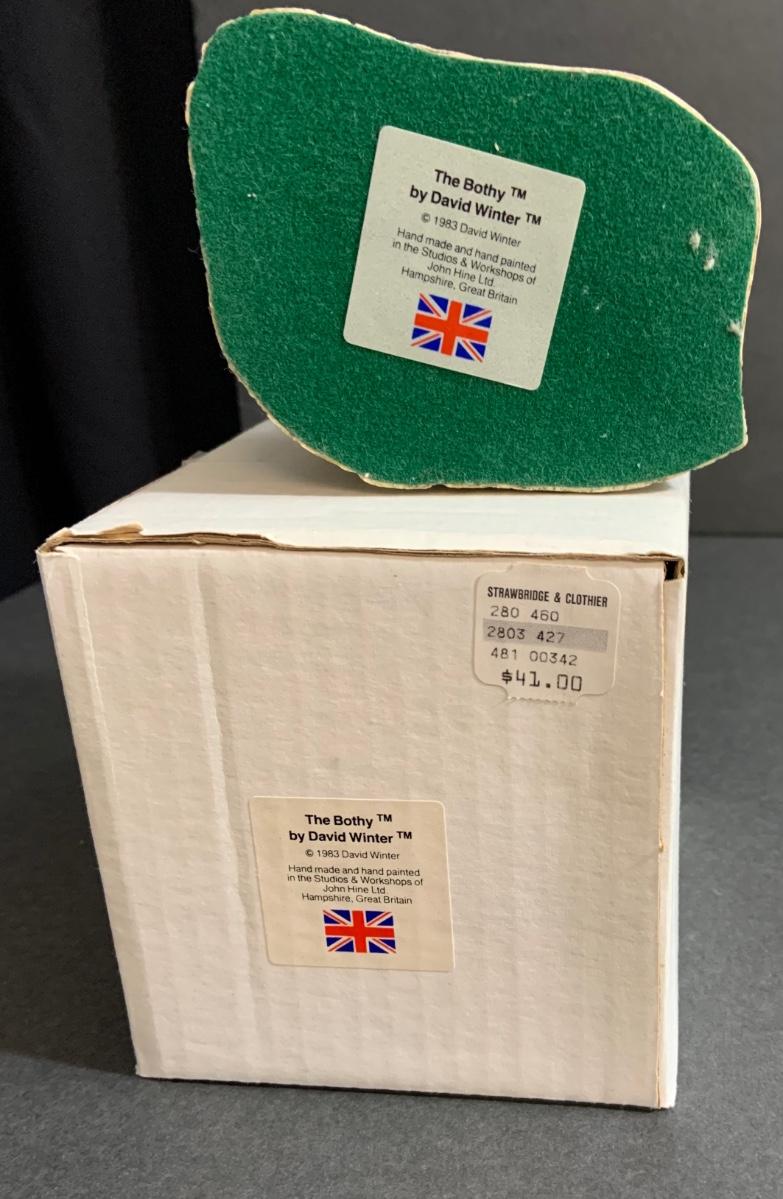 The Bothy ™
by David Winter ™
© 1983 David Winter
Hand made and hand painted
in the Studios & Workshops of
John Hine Ltd.
Hampshire, Great Britain
STRAWBRIDGE & CLOTHIER
280 460
2803 427
481 00342
$41.00
The Bothy ™
by David Winter ™
© 1983 David Winter
Hand made and hand painted
in the Studios & Workshops of
John Hine Ltd.
Hampshire, Great Britain